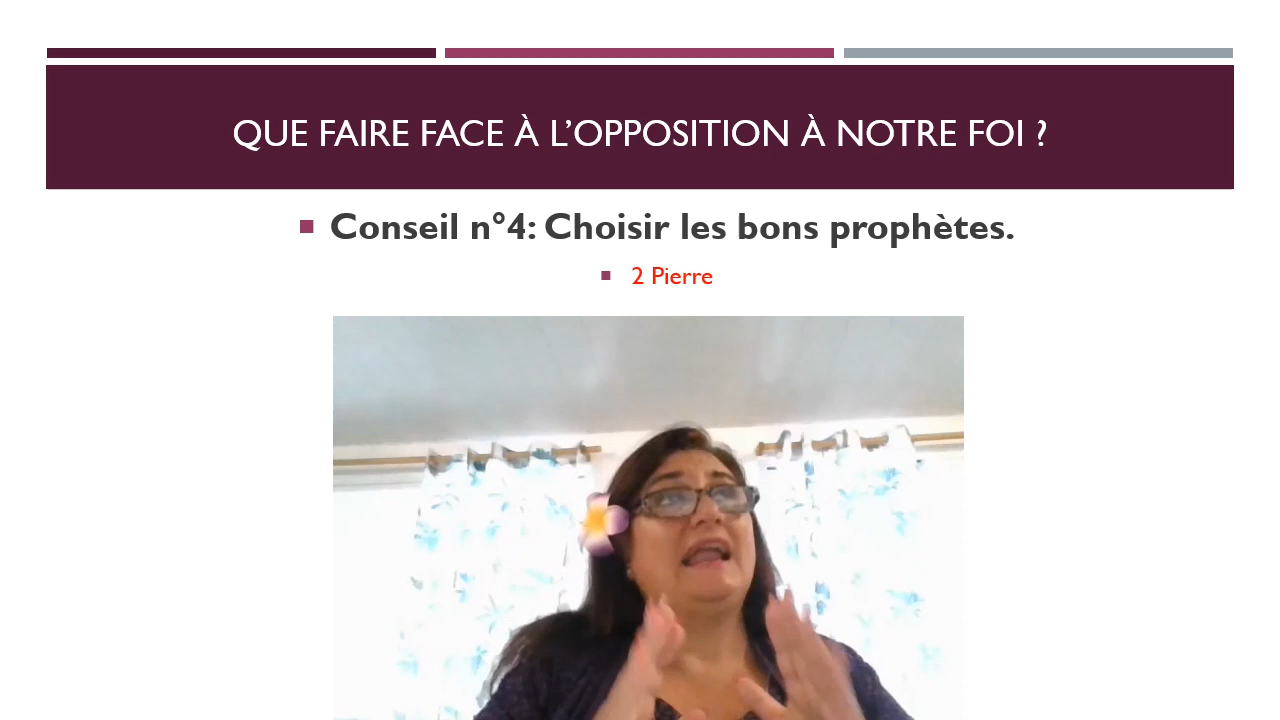 QUE FAIRE FACE À L’OPPOSITION À NOTRE FOI ?
Conseil n°4: Choisir les bons prophètes.
2 Pierre